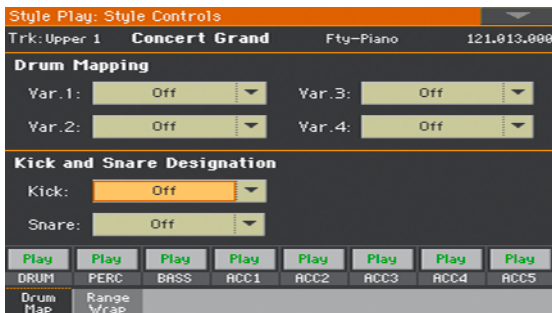 Style Play: Style Controls
Trk:Upper 1 Concert Grand Fty-Piano 121.013.000
Drum Mapping
Var.1: Off Var.3: Off
Var.2: Off Var.4: Off
Kick and Snare Designation
Kick: Off
Snare: Off
Play Play Play Play Play Play Play Play
DRUM PERC BASS ACC1 ACC2 ACC3 ACC4 ACC5
Drum Range
Map Wrap